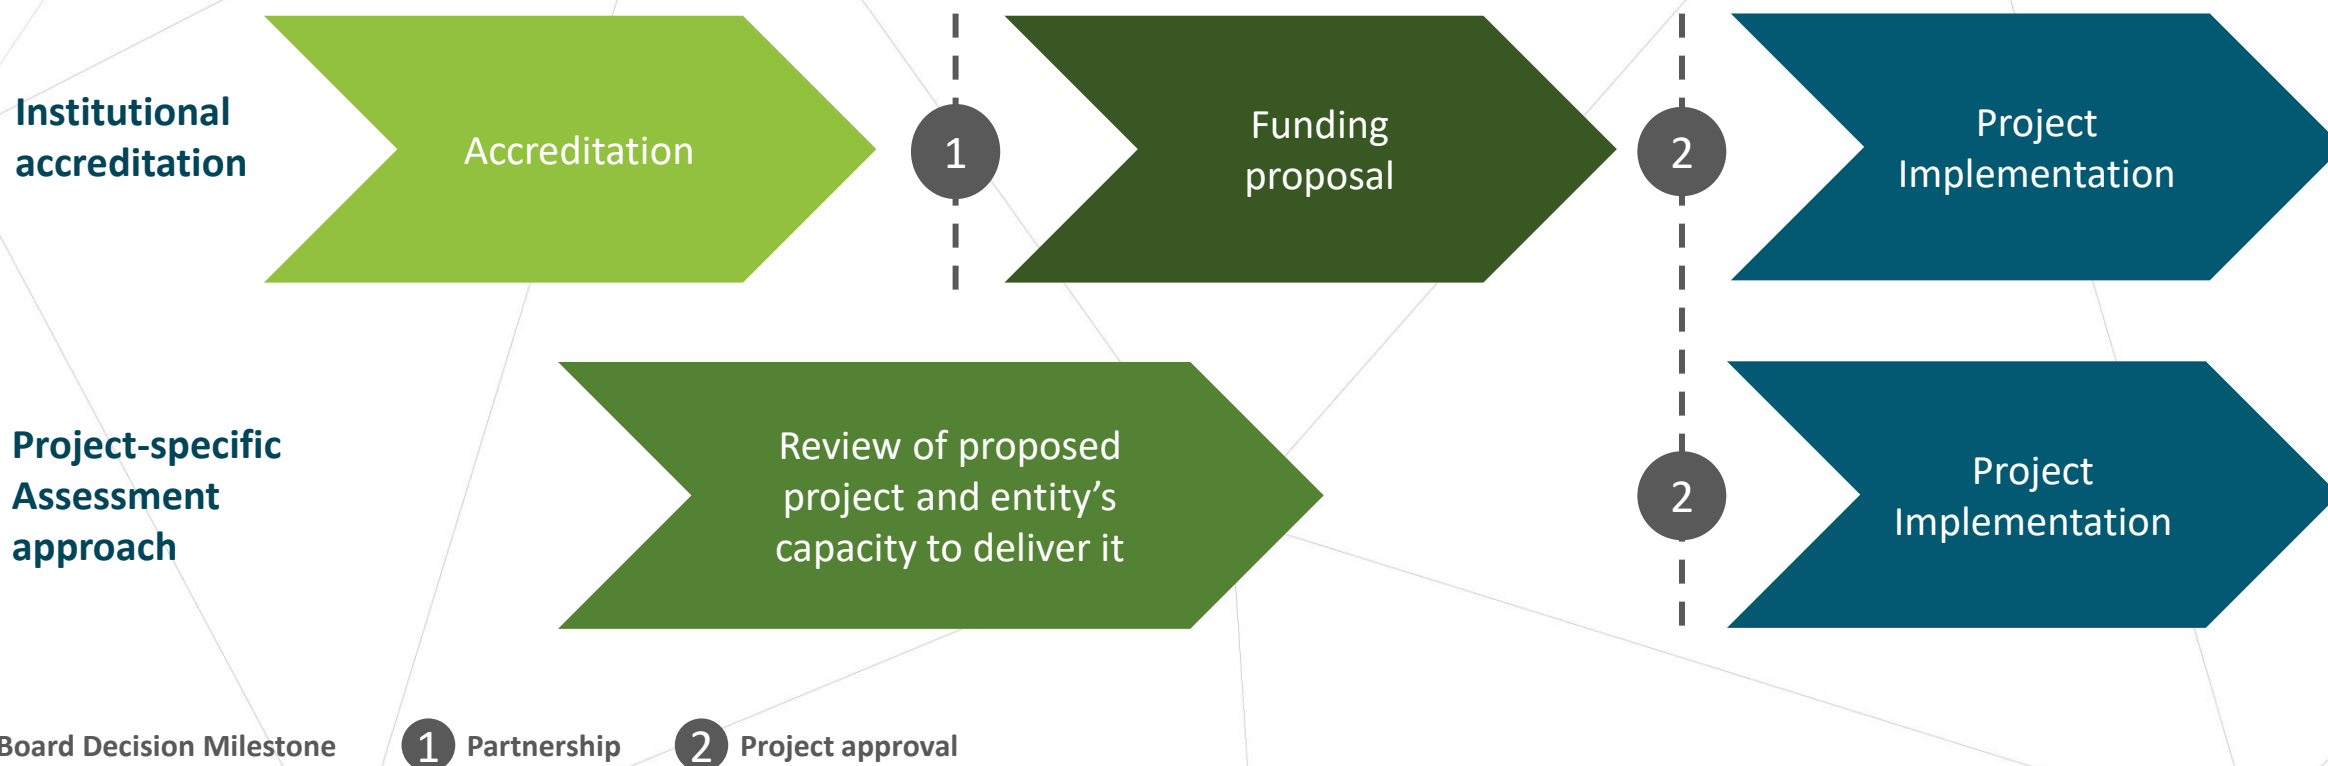 Institutional
accreditation
Accreditation
1
Funding
proposal
2
Project
Implementation
Project-specific
Assessment
approach
Review of proposed
project and entity’s
capacity to deliver it
2
Project
Implementation
Board Decision Milestone
1 Partnership
2 Project approval